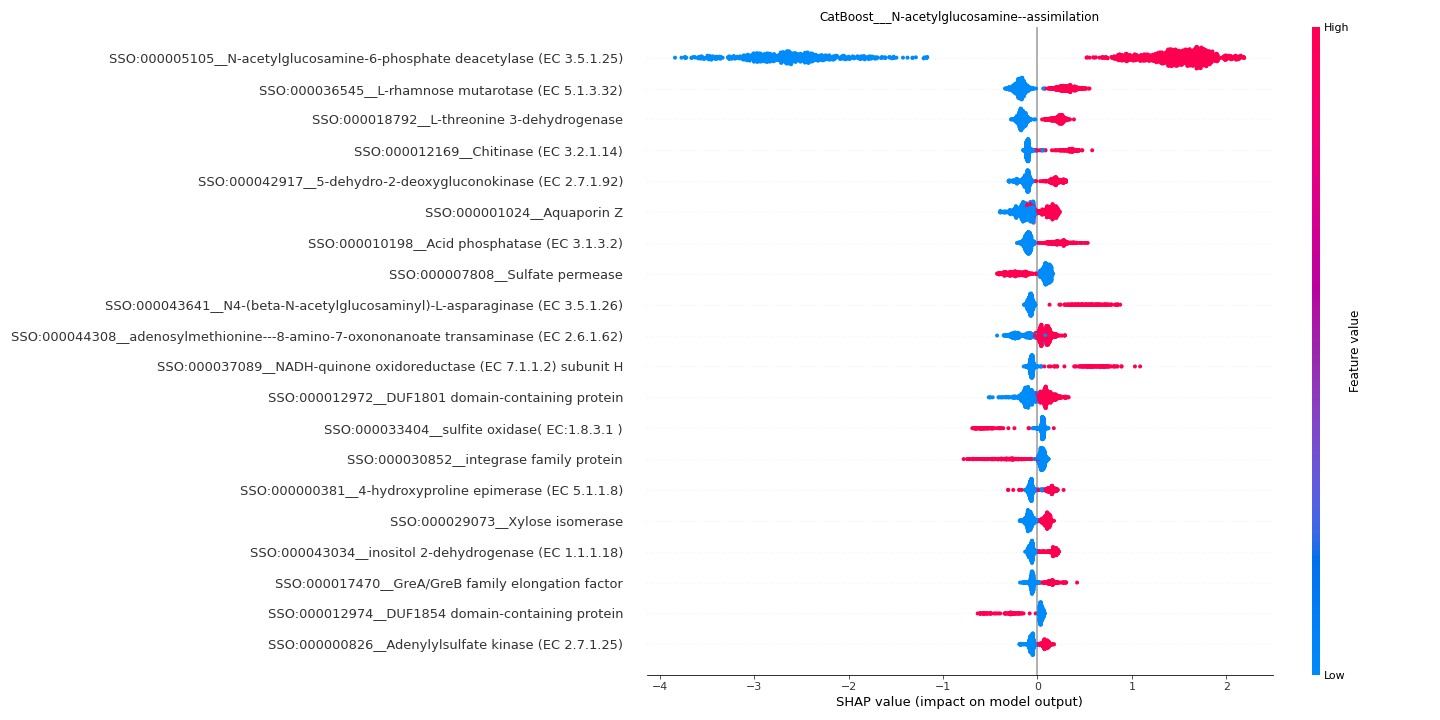 CatBoost___N-acetylglucosamine--assimilation
High
SSO:000005105__N-acetylglucosamine-6-phosphate deacetylase (EC 3.5.1.25)
SSO:000036545__L-rhamnose mutarotase (EC 5.1.3.32)
SSO:000018792__L-threonine 3-dehydrogenase
SSO:000012169__Chitinase (EC 3.2.1.14)
SSO:000042917__5-dehydro-2-deoxygluconokinase (EC 2.7.1.92)
SSO:000001024__Aquaporin Z
SSO:000010198__Acid phosphatase (EC 3.1.3.2)
SSO:000007808__Sulfate permease
SSO:000043641__N4-(beta-N-acetylglucosaminyl)-L-asparaginase (EC 3.5.1.26)
SSO:000044308__adenosylmethionine---8-amino-7-oxononanoate transaminase (EC 2.6.1.62)
SSO:000037089__NADH-quinone oxidoreductase (EC 7.1.1.2) subunit H
SSO:000012972__DUF1801 domain-containing protein
SSO:000033404__sulfite oxidase( EC:1.8.3.1 )
SSO:000030852__integrase family protein
SSO:000000381__4-hydroxyproline epimerase (EC 5.1.1.8)
SSO:000029073__Xylose isomerase
SSO:000043034__inositol 2-dehydrogenase (EC 1.1.1.18)
SSO:000017470__GreA/GreB family elongation factor
SSO:000012974__DUF1854 domain-containing protein
SSO:000000826__Adenylylsulfate kinase (EC 2.7.1.25)
Feature value
Low
−4 −3 −2 −1 0 1 2
SHAP value (impact on model output)